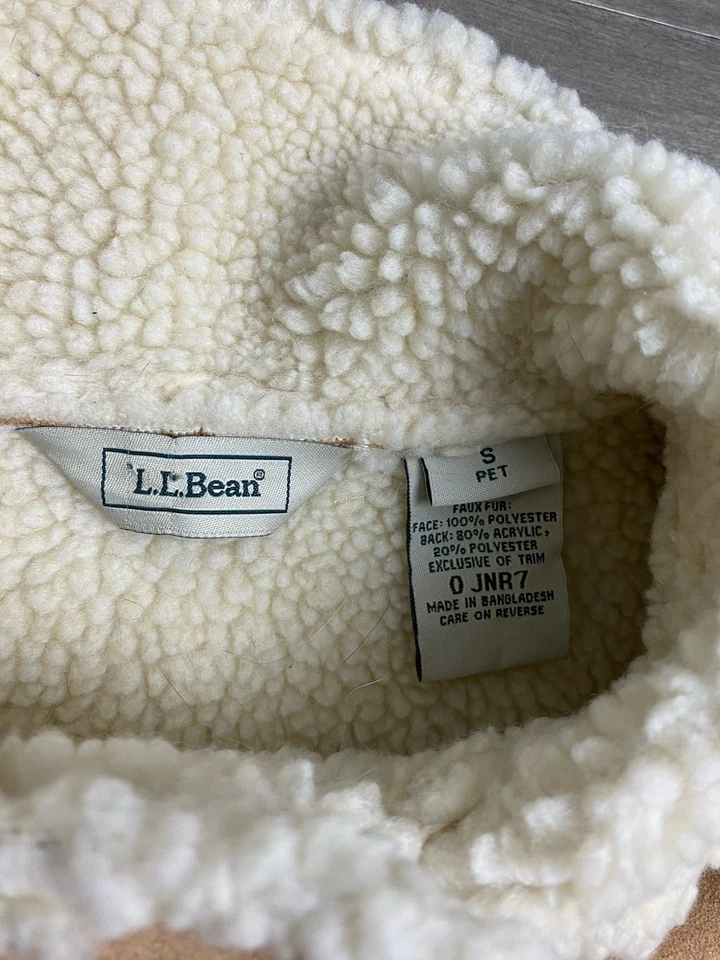 L.L.Bean®
S
PET
FAUX FUR:
FACE: 100% POLYESTER
BACK: 80% ACRYLIC,
20% POLYESTER
EXCLUSIVE OF TRIM
0 JNR7
MADE IN BANGLADESH
CARE ON REVERSE